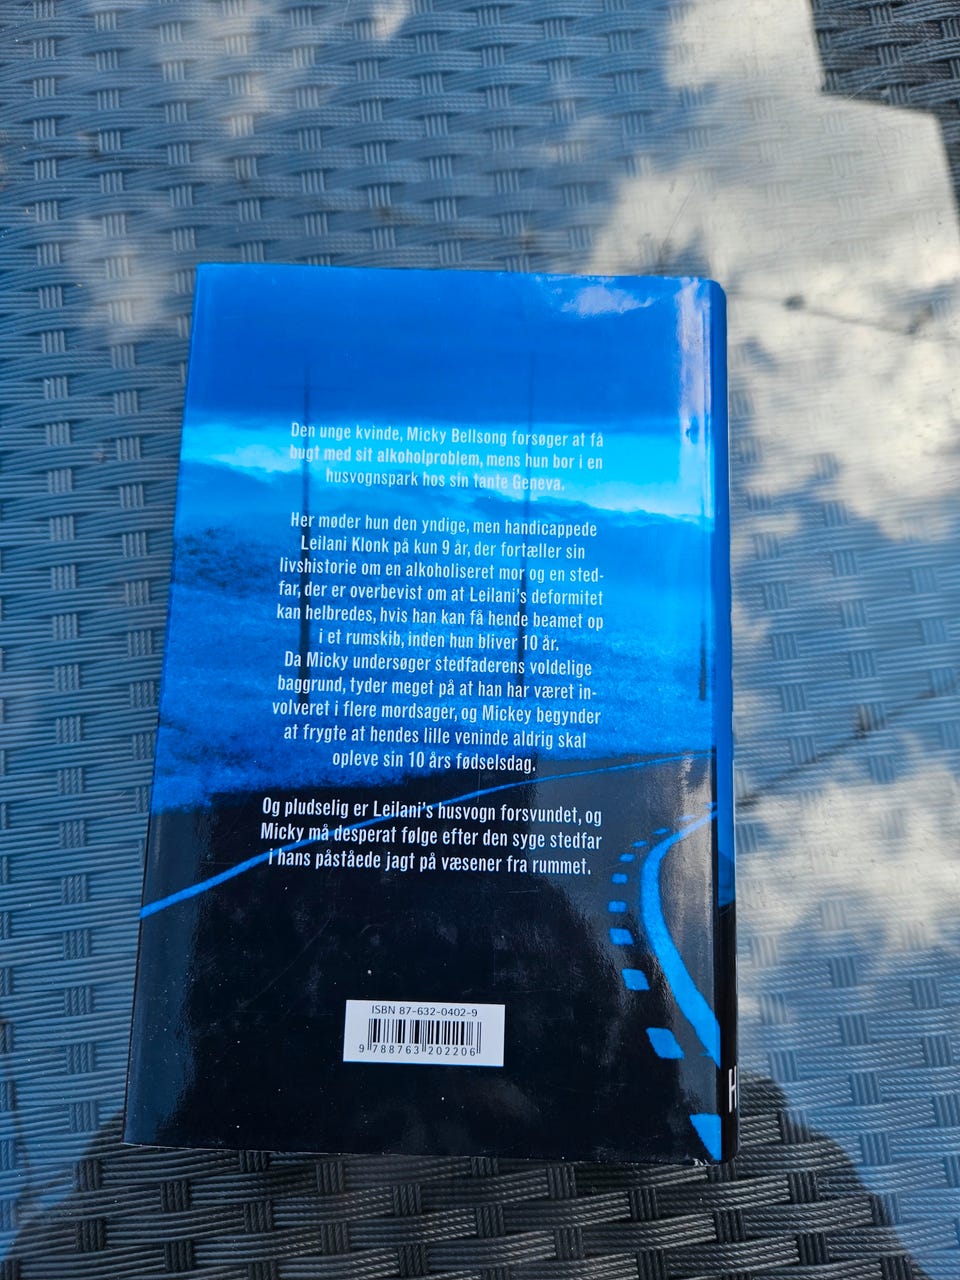 Den unge kvinde, Micky Bellsong forsøger at få
bugt med sit alkoholproblem, mens hun bor i en
husvognspark hos sin tante Geneva.
Her møder hun den yndige, men handicappede
Leilani Klonk på kun 9 år, der fortæller sin
livshistorie om en alkoholiseret mor og en sted-
far, der er overbevist om at Leilani's deformitet
kan helbredes, hvis han kan få hende beamet op
i et rumskib, inden hun bliver 10 år.
Da Micky undersøger stedfaderens voldelige
baggrund, tyder meget på at han har været in-
volveret i flere mordsager, og Mickey begynder
at frygte at hendes lille veninde aldrig skal
opleve sin 10 års fødselsdag.
Og pludselig er Leilani's husvogn forsvundet, og
Micky må desperat følge efter den syge stedfar
i hans påståede jagt på væsener fra rummet.
ISBN 87-632-0402-9
9 788763 202206